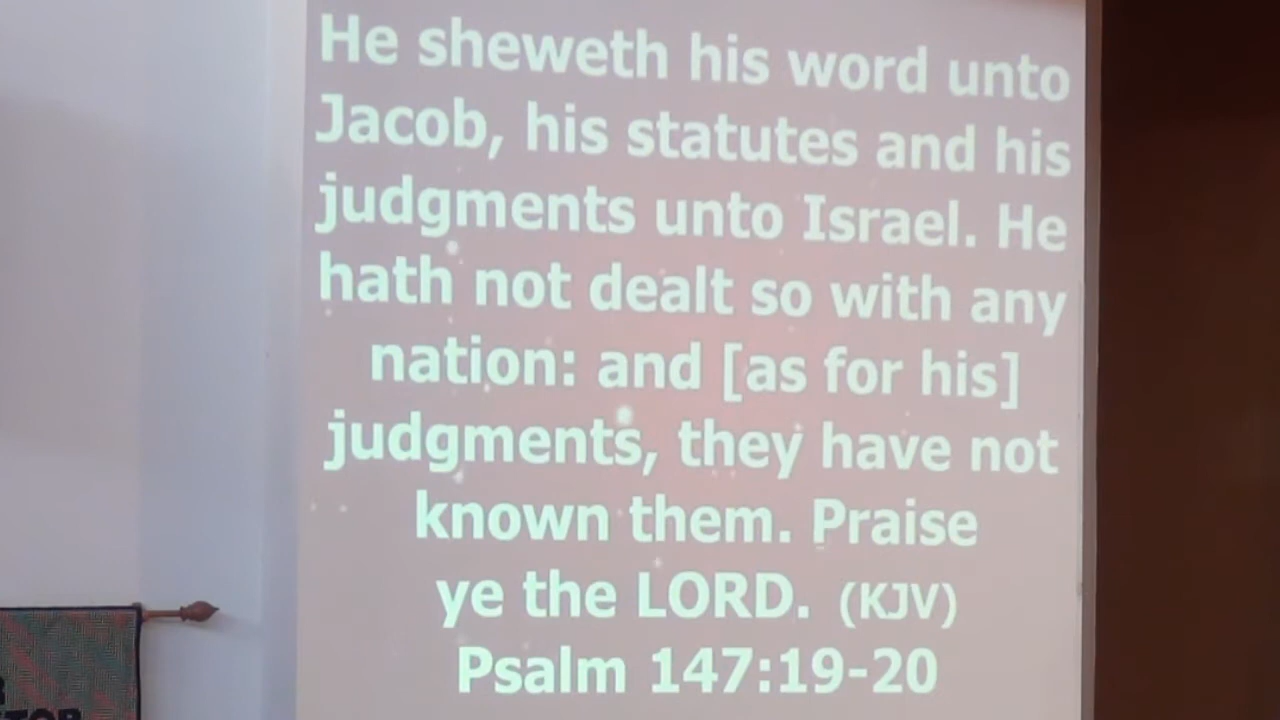 He sheweth his word unto
Jacob, his statutes and his
judgments unto Israel. He
hath not dealt so with any
nation: and [as for his]
judgments, they have not
known them. Praise
ye the LORD. (KJV)
Psalm 147:19-20